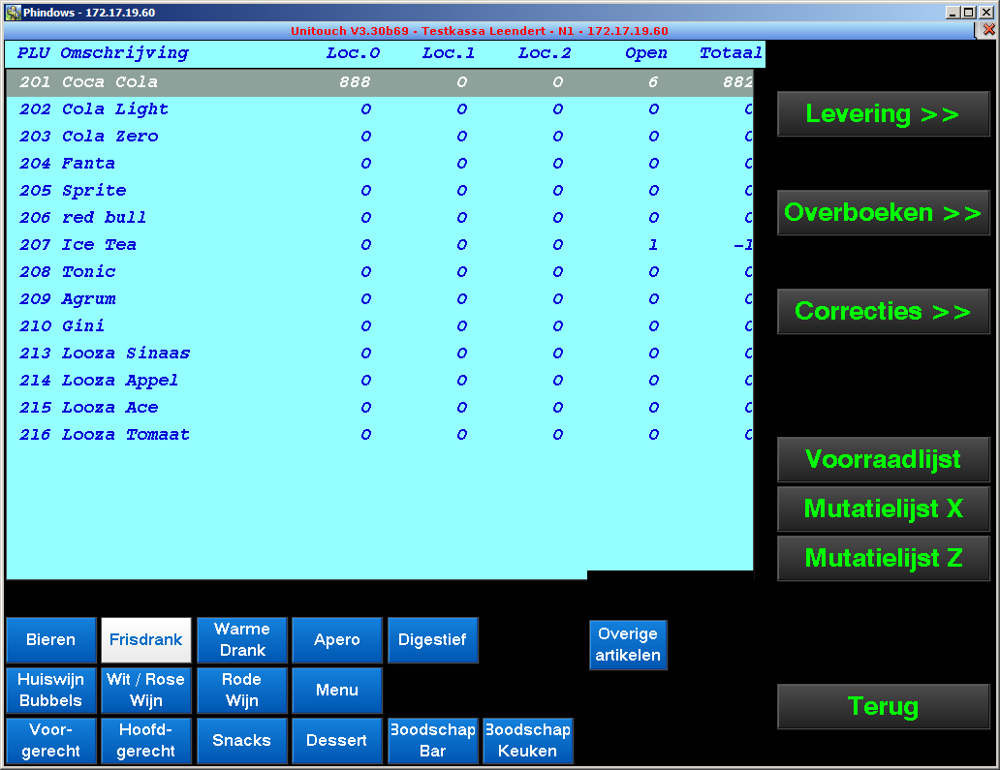 Phindows - 172.17.19.60
Unitouch V3.30b69 - Testkassa Leendert - N1 - 172.17.19.60
PLU Omschrijving Loc.0 Loc.1 Loc.2 Open Totaal
201 Coca Cola 888 0 0 6 882
202 Cola Light 0 0 0 0 0
203 Cola Zero 0 0 0 0 0
204 Fanta 0 0 0 0 0
205 Sprite 0 0 0 0 0
206 red bull 0 0 0 0 0
207 Ice Tea 0 0 0 1 -1
208 Tonic 0 0 0 0 0
209 Agrum 0 0 0 0 0
210 Gini 0 0 0 0 0
213 Looza Sinaas 0 0 0 0 0
214 Looza Appel 0 0 0 0 0
215 Looza Ace 0 0 0 0 0
216 Looza Tomaat 0 0 0 0 0
Levering >>
Overboeken >>
Correcties >>
Voorraadlijst
Mutatielijst X
Mutatielijst Z
Terug
Bieren
Frisdrank
Warme
Drank
Apero
Digestief
Overige
artikelen
Huiswijn
Bubbels
Wit / Rose
Wijn
Rode
Wijn
Menu
Voor-
gerecht
Hoofd-
gerecht
Snacks
Dessert
Boodschap
Bar
Boodschap
Keuken